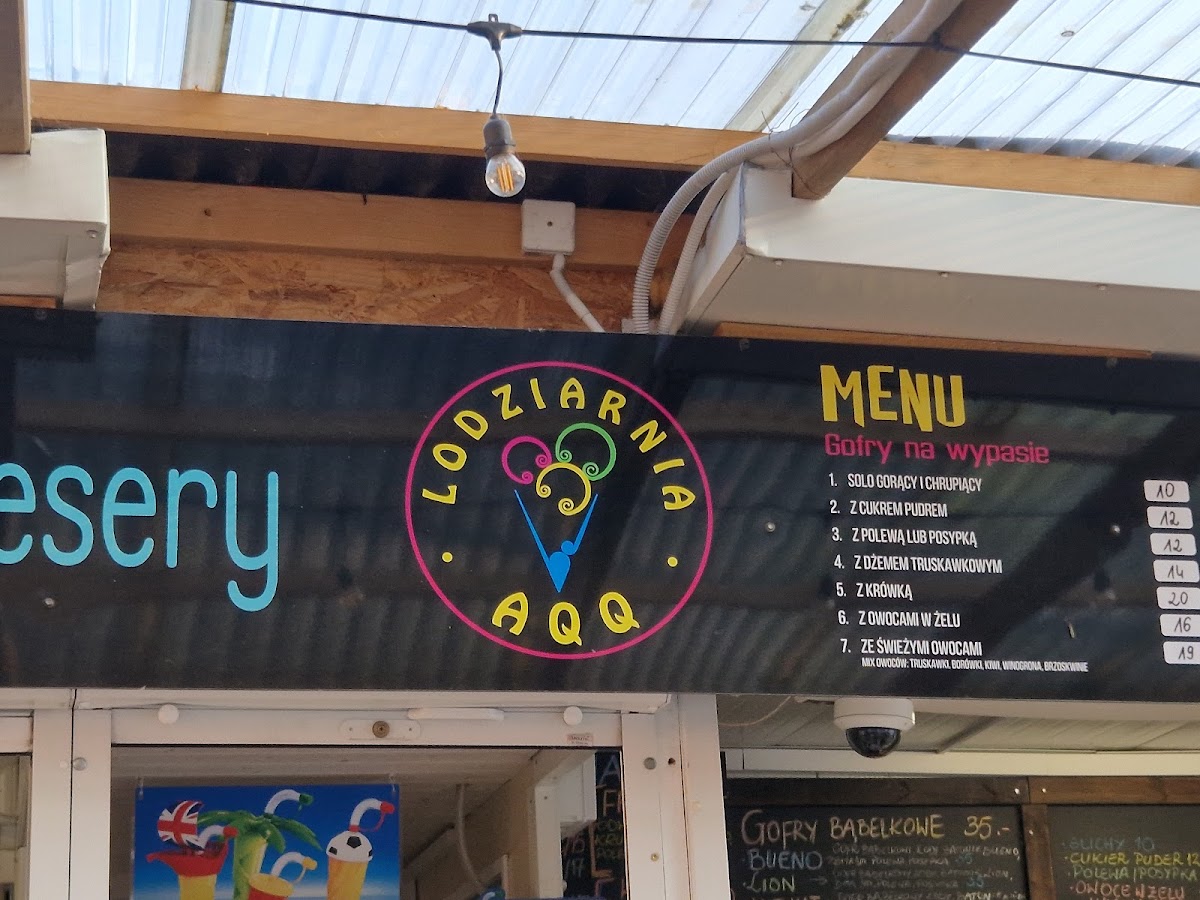 esery
LODZIARNIA
AQQ
MENU
Gofry na wypasie
1. SOLO GORĄCY I CHRUPIĄCY 10
2. Z CUKREM PUDREM 12
3. Z POLEWĄ LUB POSYPKĄ 12
4. Z DŻEMEM TRUSKAWKOWYM 14
5. Z KRÓWKĄ 20
6. Z OWOCAMI W ŻELU 16
7. ZE ŚWIEŻYMI OWOCAMI 19
MIX OWOCÓW: TRUSKAWKI, BORÓWKI, KIWI, WINOGRONA, BRZOSKWINIE
GOFRY BĄBELKOWE 35.-
• BUENO
• LION
• CUKIER PUDER 12
• POLEWA/POSYPKA
• OWOCE W ŻELU